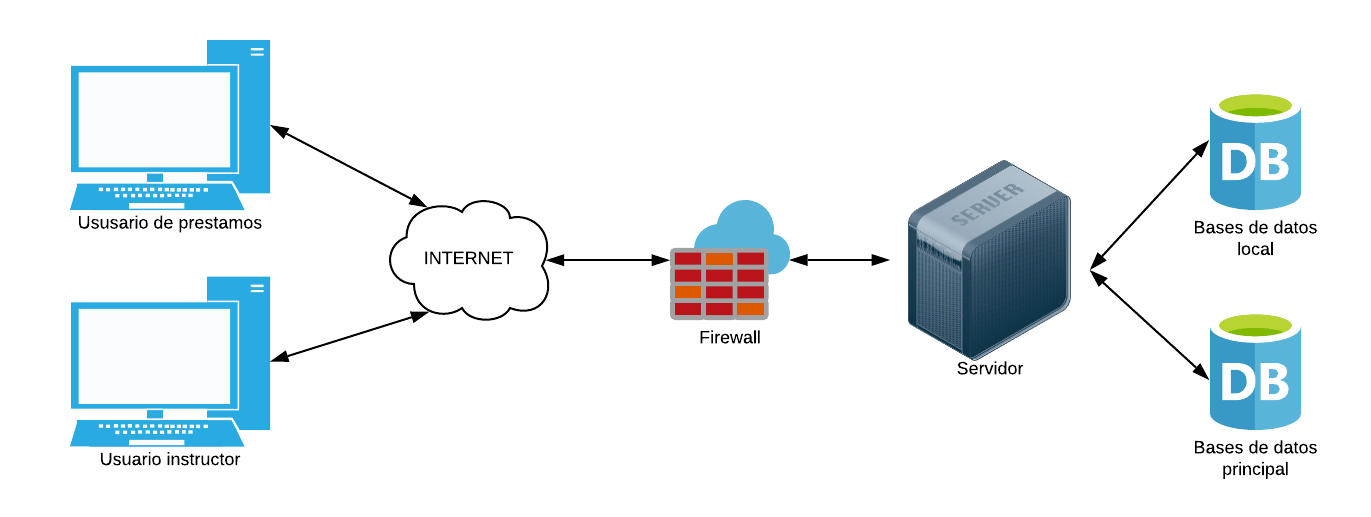 Ususario de prestamos
Usuario instructor
INTERNET
Firewall
SERVER
Servidor
DB
Bases de datos
local
DB
Bases de datos
principal